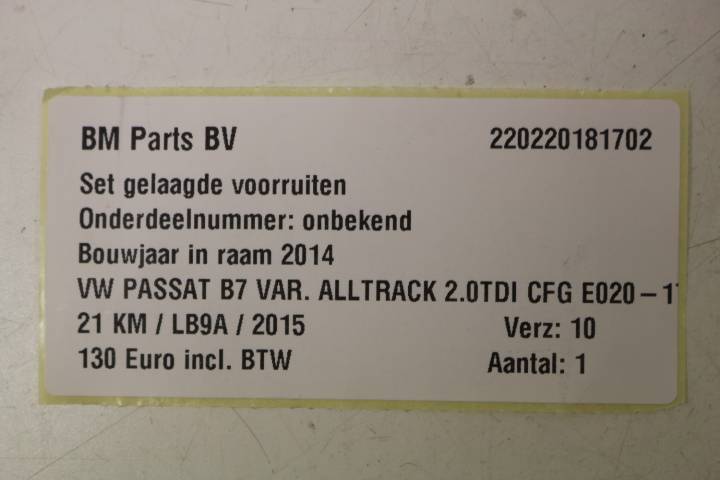 BM Parts BV 220220181702
Set gelaagde voorruiten
Onderdeelnummer: onbekend
Bouwjaar in raam 2014
VW PASSAT B7 VAR. ALLTRACK 2.0TDI CFG E020-1
21 KM / LB9A / 2015 Verz: 10
130 Euro incl. BTW Aantal: 1